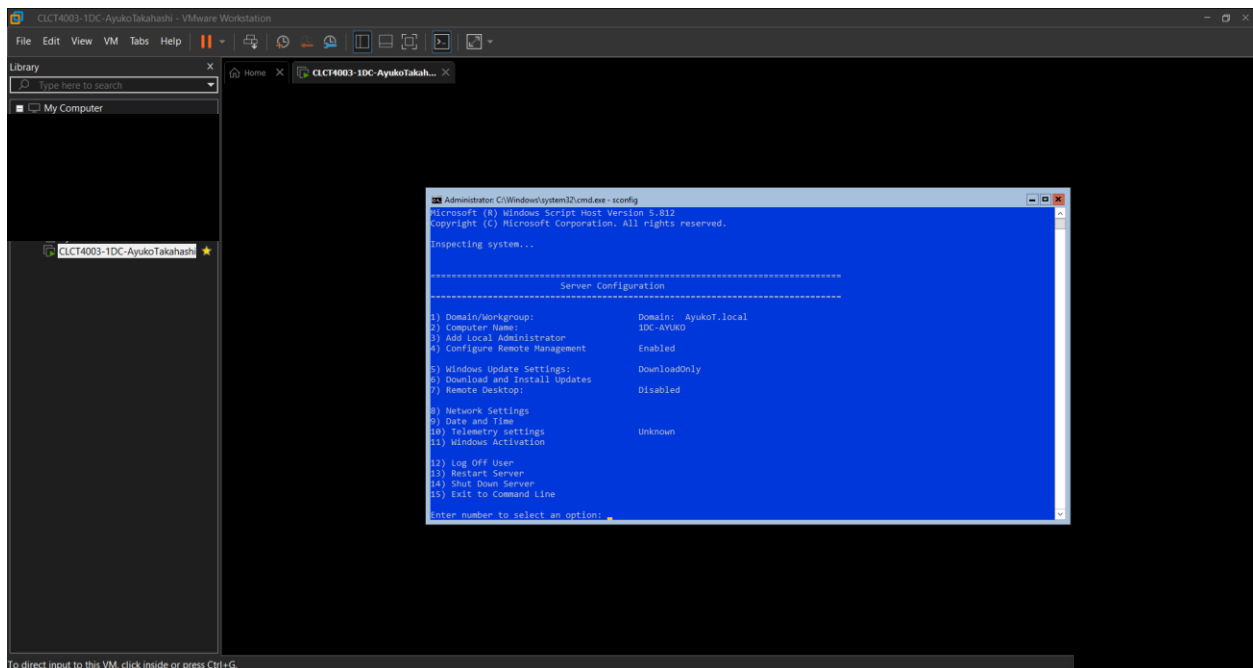 CLCT4003-1DC-AyukoTakahashi - VMware Workstation
File Edit View VM Tabs Help
Library X
Home X CLCT4003-1DC-AyukoTakah... X
Type here to search
My Computer
CLCT4003-1DC-AyukoTakahashi
Administrator: C:\Windows\system32\cmd.exe - sconfig
Microsoft (R) Windows Script Host Version 5.812
Copyright (C) Microsoft Corporation. All rights reserved.
Inspecting system...
===============================================================================
Server Configuration
===============================================================================
1) Domain/Workgroup: Domain: AyukoT.local
2) Computer Name: 1DC-AYUKO
3) Add Local Administrator
4) Configure Remote Management Enabled
5) Windows Update Settings: DownloadOnly
6) Download and Install Updates
7) Remote Desktop: Disabled
8) Network Settings
9) Date and Time
10) Telemetry settings Unknown
11) Windows Activation
12) Log Off User
13) Restart Server
14) Shut Down Server
15) Exit to Command Line
Enter number to select an option:
To direct input to this VM, click inside or press Ctrl+G.